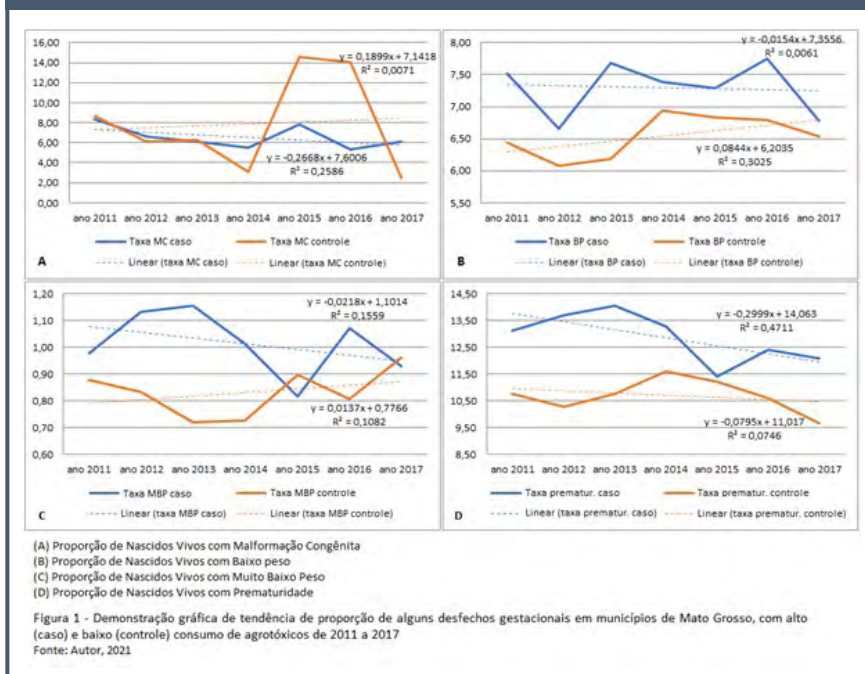 16,00
14,00
12,00
10,00
8,00
6,00
4,00
2,00
0,00
y = 0,1899x + 7,1418
R² = 0,0071
y = -0,2668x + 7,6006
R² = 0,2586
ano 2011 ano 2012 ano 2013 ano 2014 ano 2015 ano 2016 ano 2017
Taxa MC caso Taxa MC controle
Linear (taxa MC caso) Linear (taxa MC controle)
A
8,00
7,50
7,00
6,50
6,00
5,50
y = -0,0154x + 7,3556
R² = 0,0061
y = 0,0844x + 6,2035
R² = 0,3025
ano 2011 ano 2012 ano 2013 ano 2014 ano 2015 ano 2016 ano 2017
Taxa BP caso Taxa BP controle
Linear (taxa BP caso) Linear (taxa BP controle)
B
1,20
1,10
1,00
0,90
0,80
0,70
0,60
y = -0,0218x + 1,1014
R² = 0,1559
y = 0,0137x + 0,7766
R² = 0,1082
ano 2011 ano 2012 ano 2013 ano 2014 ano 2015 ano 2016 ano 2017
Taxa MBP caso Taxa MBP controle
Linear (taxa MBP caso) Linear (taxa MBP controle)
C
14,50
13,50
12,50
11,50
10,50
9,50
8,50
y = -0,2999x + 14,063
R² = 0,4711
y = -0,0795x + 11,017
R² = 0,0746
ano 2011 ano 2012 ano 2013 ano 2014 ano 2015 ano 2016 ano 2017
Taxa prematur. caso Taxa prematur. controle
Linear (taxa prematur. caso) Linear (taxa prematur. controle)
D
(A) Proporção de Nascidos Vivos com Malformação Congênita
(B) Proporção de Nascidos Vivos com Baixo peso
(C) Proporção de Nascidos Vivos com Muito Baixo Peso
(D) Proporção de Nascidos Vivos com Prematuridade
Figura 1 - Demonstração gráfica de tendência de proporção de alguns desfechos gestacionais em municípios de Mato Grosso, com alto
(caso) e baixo (controle) consumo de agrotóxicos de 2011 a 2017
Fonte: Autor, 2021